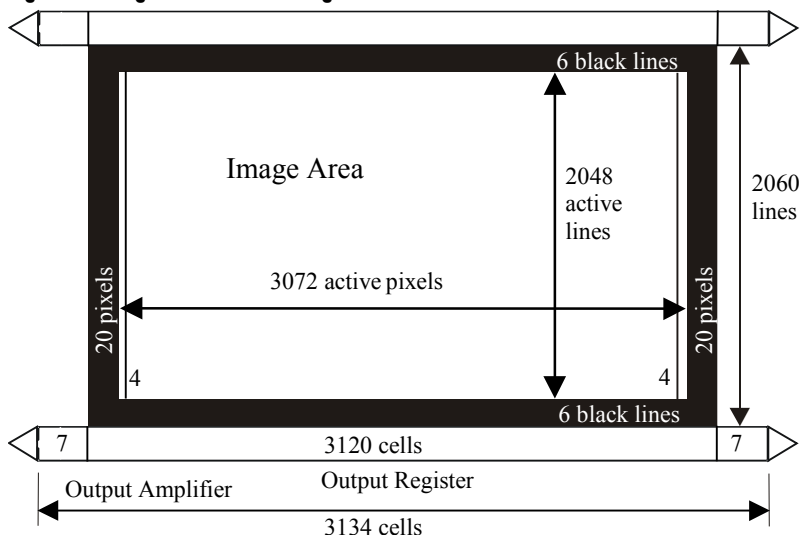 6 black lines
Image Area
2048
active
lines
2060
lines
3072 active pixels
20 pixels
20 pixels
4
4
6 black lines
7
3120 cells
7
Output Amplifier
Output Register
3134 cells